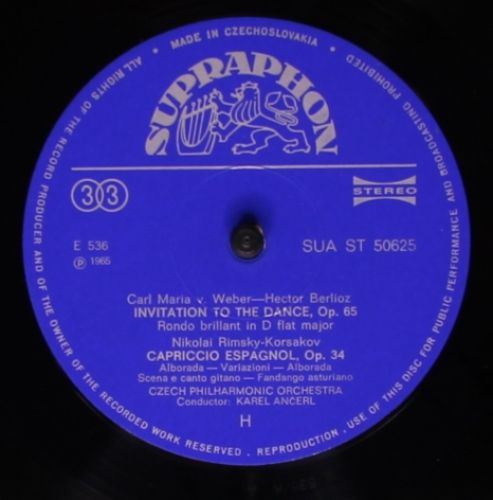 MADE IN CZECHOSLOVAKIA
ALL RIGHTS OF THE RECORD PRODUCER AND OF THE OWNER OF THE RECORDED WORK RESERVED. REPRODUCTION, USE OF THIS RECORD FOR PUBLIC PERFORMANCE AND BROADCASTING PROHIBITED
SUPRAPHON
33
STEREO
E 536
SUA ST 50625
℗ 1965
Carl Maria v. Weber—Hector Berlioz
INVITATION TO THE DANCE, Op. 65
Rondo brillant in D flat major
Nikolai Rimsky-Korsakov
CAPRICCIO ESPAGNOL, Op. 34
Alborada — Variazioni — Alborada
Scena e canto gitano — Fandango asturiano
CZECH PHILHARMONIC ORCHESTRA
Conductor: KAREL ANČERL
H